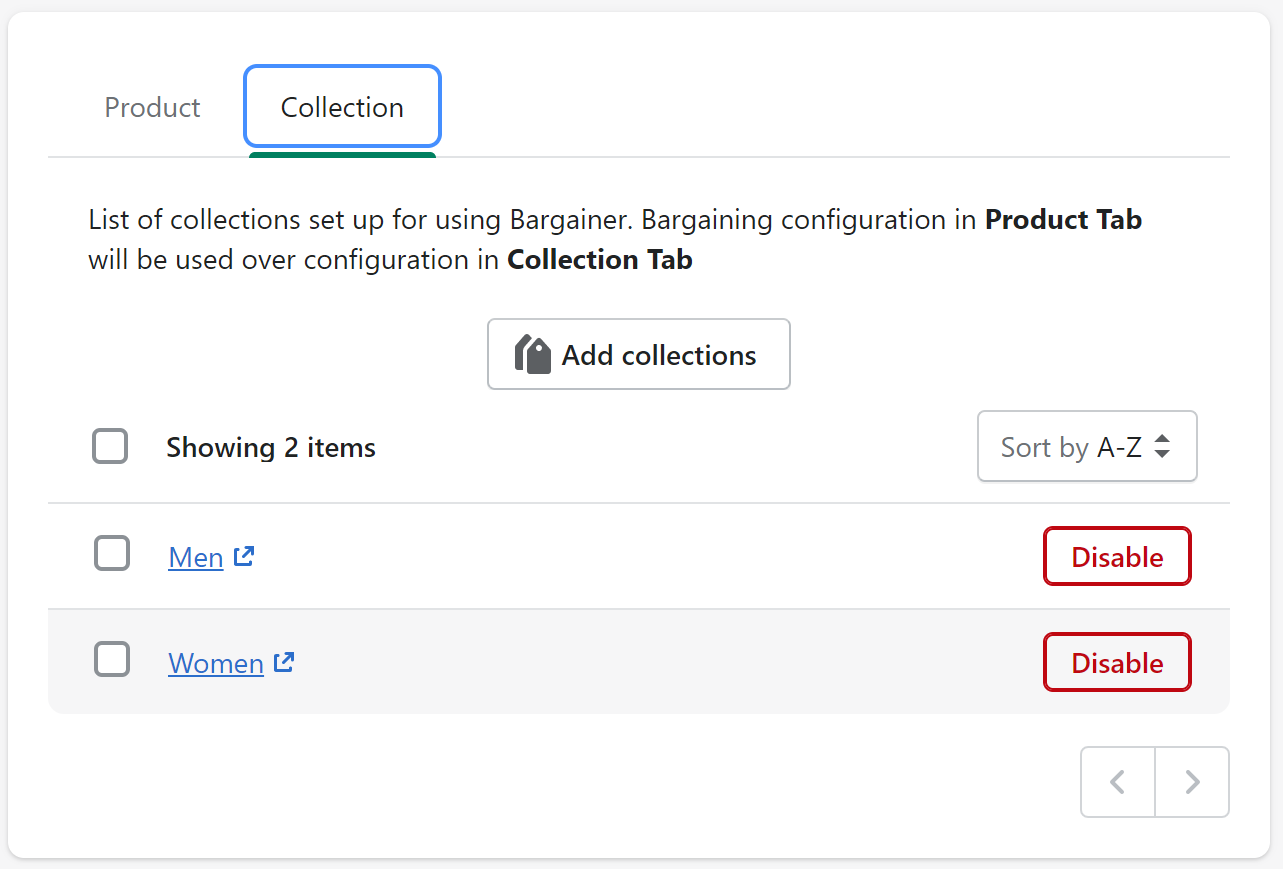 Product
Collection
List of collections set up for using Bargainer. Bargaining configuration in Product Tab
will be used over configuration in Collection Tab
Add collections
Showing 2 items
Sort by A-Z
Men
Disable
Women
Disable